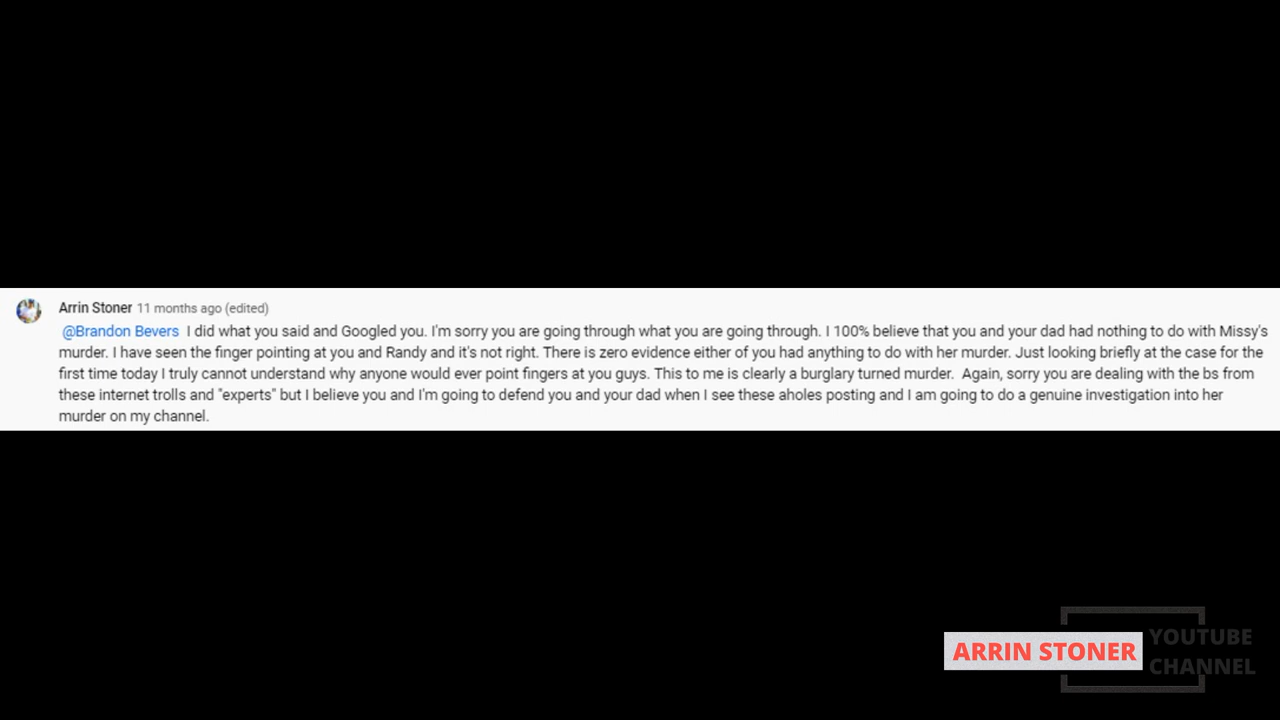 Arrin Stoner 11 months ago (edited)
@Brandon Bevers I did what you said and Googled you. I'm sorry you are going through what you are going through. I 100% believe that you and your dad had nothing to do with Missy's
murder. I have seen the finger pointing at you and Randy and it's not right. There is zero evidence either of you had anything to do with her murder. Just looking briefly at the case for the
first time today I truly cannot understand why anyone would ever point fingers at you guys. This to me is clearly a burglary turned murder. Again, sorry you are dealing with the bs from
these internet trolls and "experts" but I believe you and I'm going to defend you and your dad when I see these aholes posting and I am going to do a genuine investigation into her
murder on my channel.
ARRIN STONER
YOUTUBE
CHANNEL